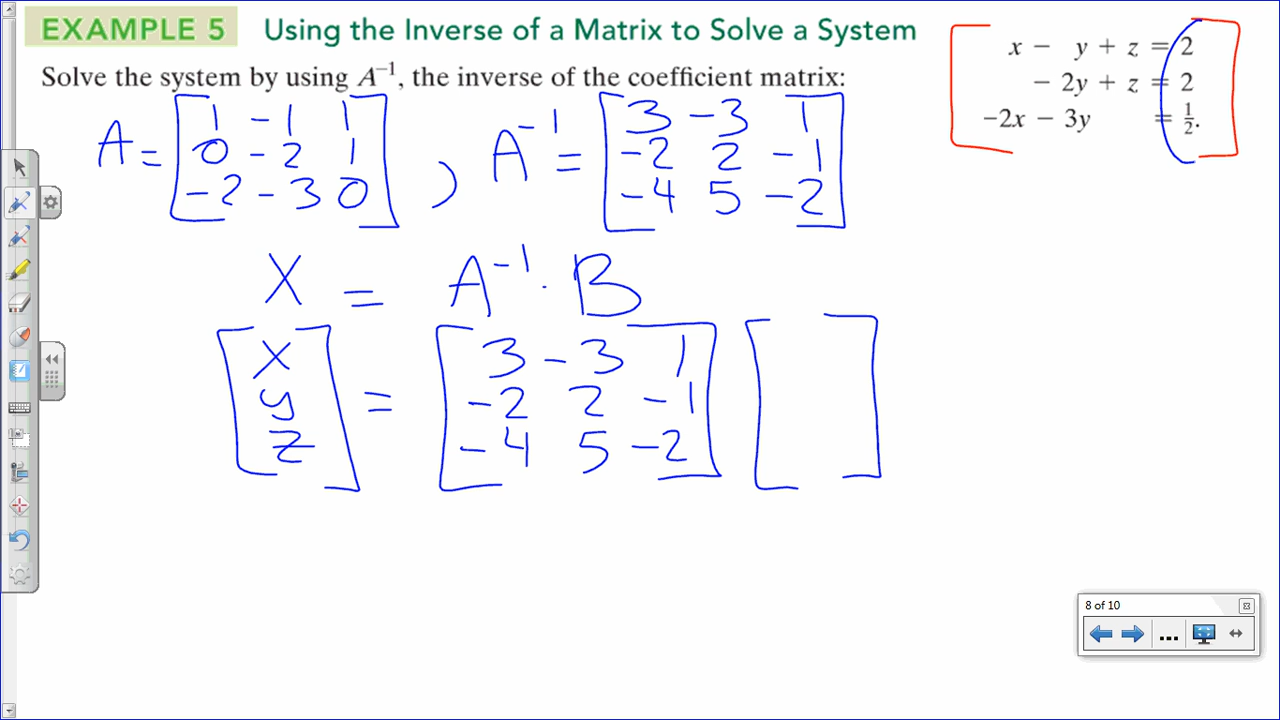 EXAMPLE 5 Using the Inverse of a Matrix to Solve a System
Solve the system by using A⁻¹, the inverse of the coefficient matrix:
x − y + z = 2
− 2y + z = 2
−2x − 3y = 1/2.
A = [1 −1 1
0 −2 1
−2 −3 0]
, A⁻¹ = [3 −3 1
−2 2 −1
−4 5 −2]
X = A⁻¹ · B
[x
y
z]
= [3 −3 1
−2 2 −1
−4 5 −2] [ ]
8 of 10
...